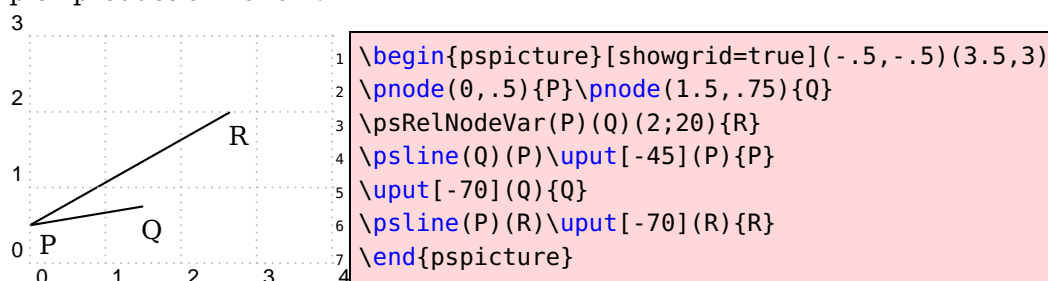 3
2
1
0
R
Q
P
0 1 2 3 4
1 \begin{pspicture}[showgrid=true](-.5,-.5)(3.5,3)
2 \pnode(0,.5){P}\pnode(1.5,.75){Q}
3 \psRelNodeVar(P)(Q)(2;20){R}
4 \psline(Q)(P)\uput[-45](P){P}
5 \uput[-70](Q){Q}
6 \psline(P)(R)\uput[-70](R){R}
7 \end{pspicture}